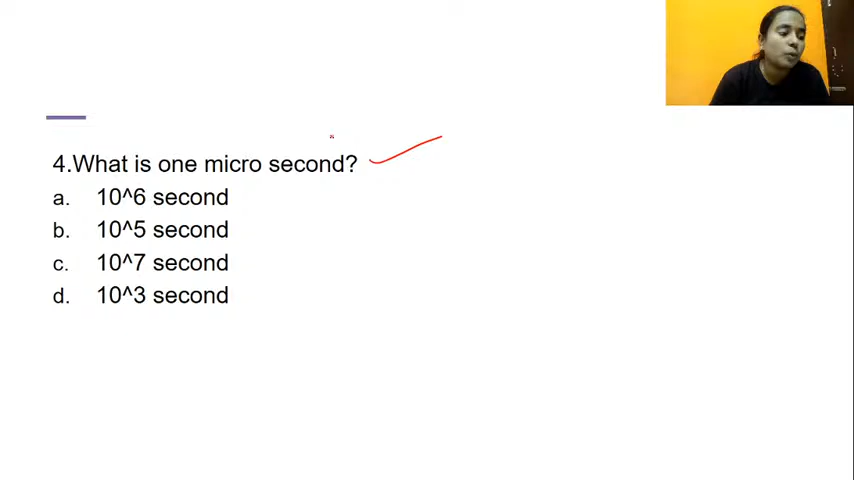 4.What is one micro second?
a. 10^6 second
b. 10^5 second
c. 10^7 second
d. 10^3 second